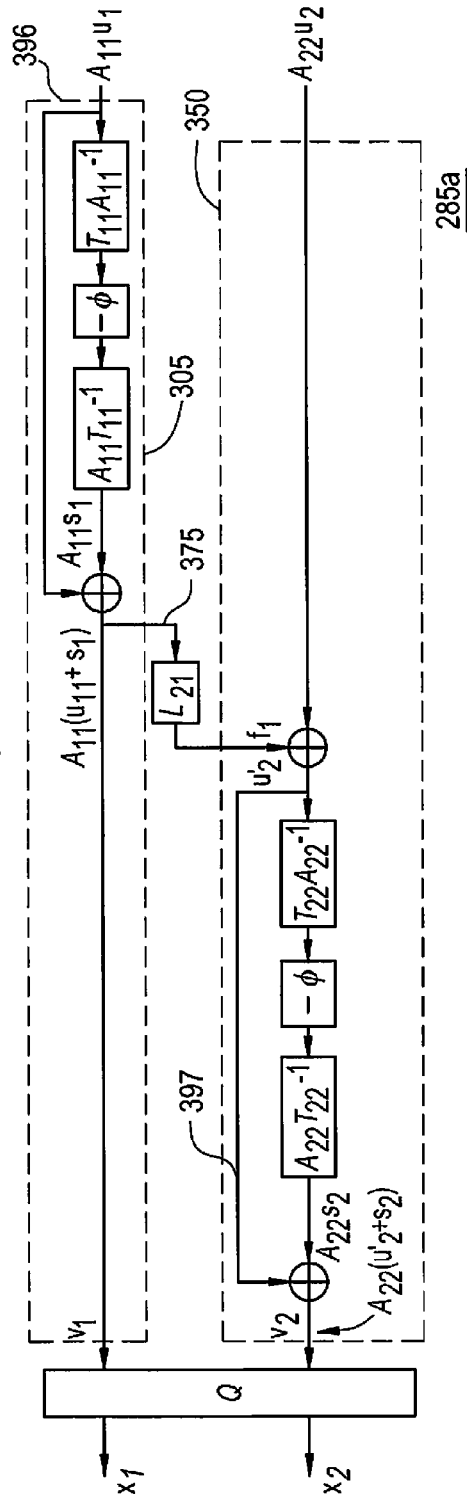 396
A₁₁u₁
T₁₁A₁₁⁻¹
-ϕ
A₁₁T₁₁⁻¹
305
A₁₁s₁
375
A₁₁(u₁₁+s₁)
L₂₁
f₁
v₁
A₂₂u₂
350
u'₂
T₂₂A₂₂⁻¹
-ϕ
A₂₂T₂₂⁻¹
397
A₂₂s₂
A₂₂(u'₂+s₂)
v₂
Q
x₁
x₂
285a